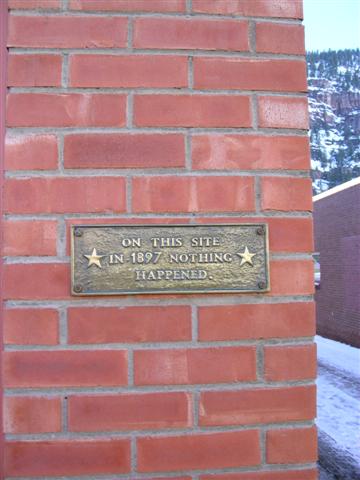 ON THIS SITE
IN 1897 NOTHING
HAPPENED.